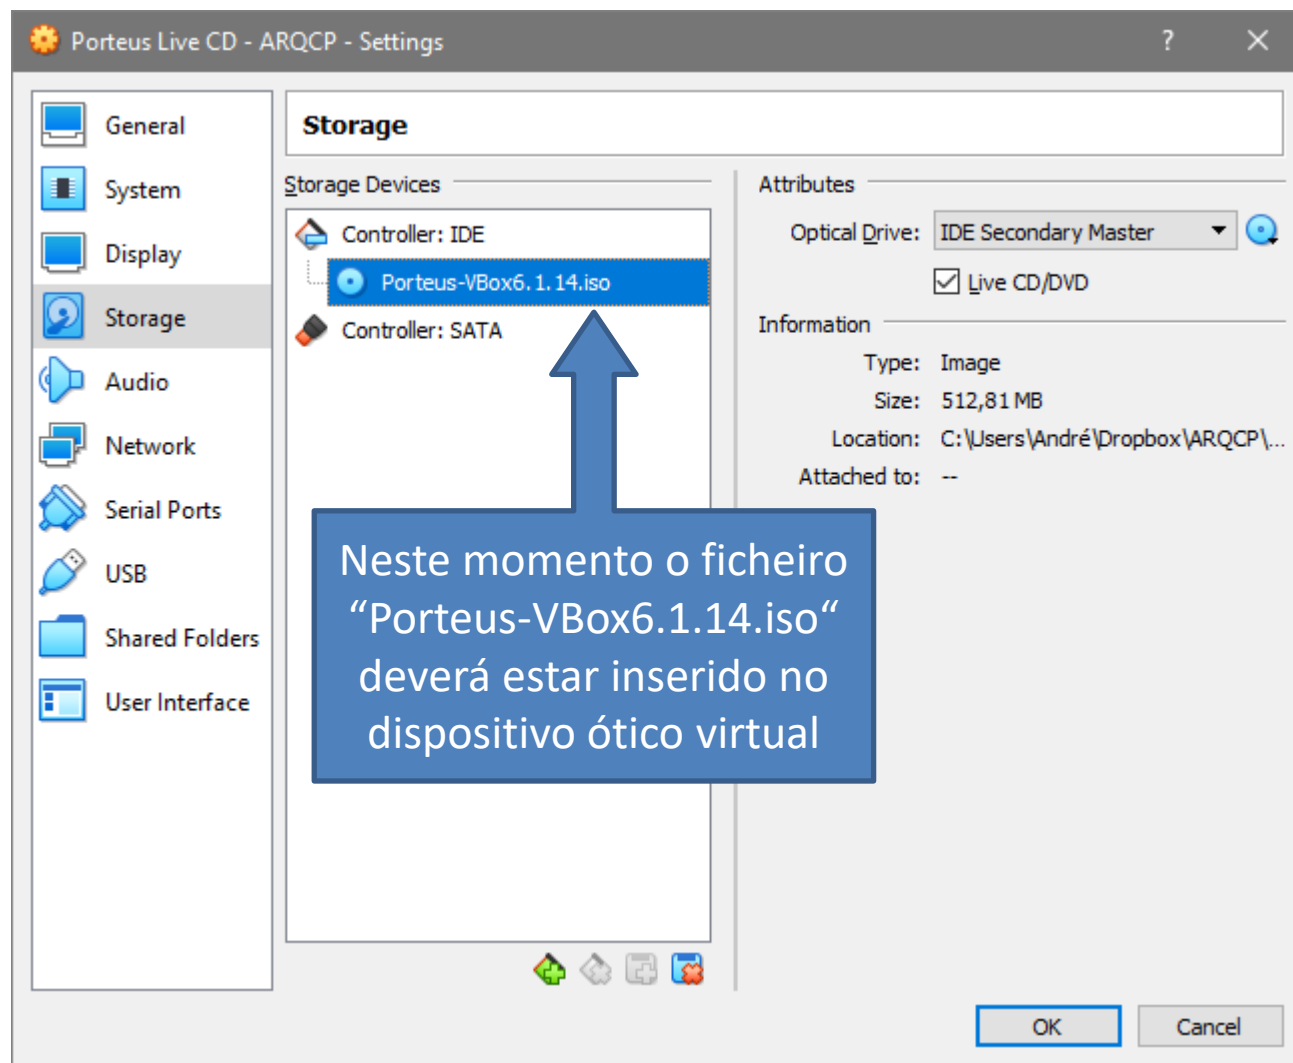 Porteus Live CD - ARQCP - Settings
?
General
System
Display
Storage
Audio
Network
Serial Ports
USB
Shared Folders
User Interface
Storage
Storage Devices
Controller: IDE
Porteus-VBox6.1.14.iso
Controller: SATA
Neste momento o ficheiro
“Porteus-VBox6.1.14.iso“
deverá estar inserido no
dispositivo ótico virtual
Attributes
Optical Drive: IDE Secondary Master
Live CD/DVD
Information
Type: Image
Size: 512,81 MB
Location: C:\Users\André\Dropbox\ARQCP\...
Attached to: --
OK
Cancel